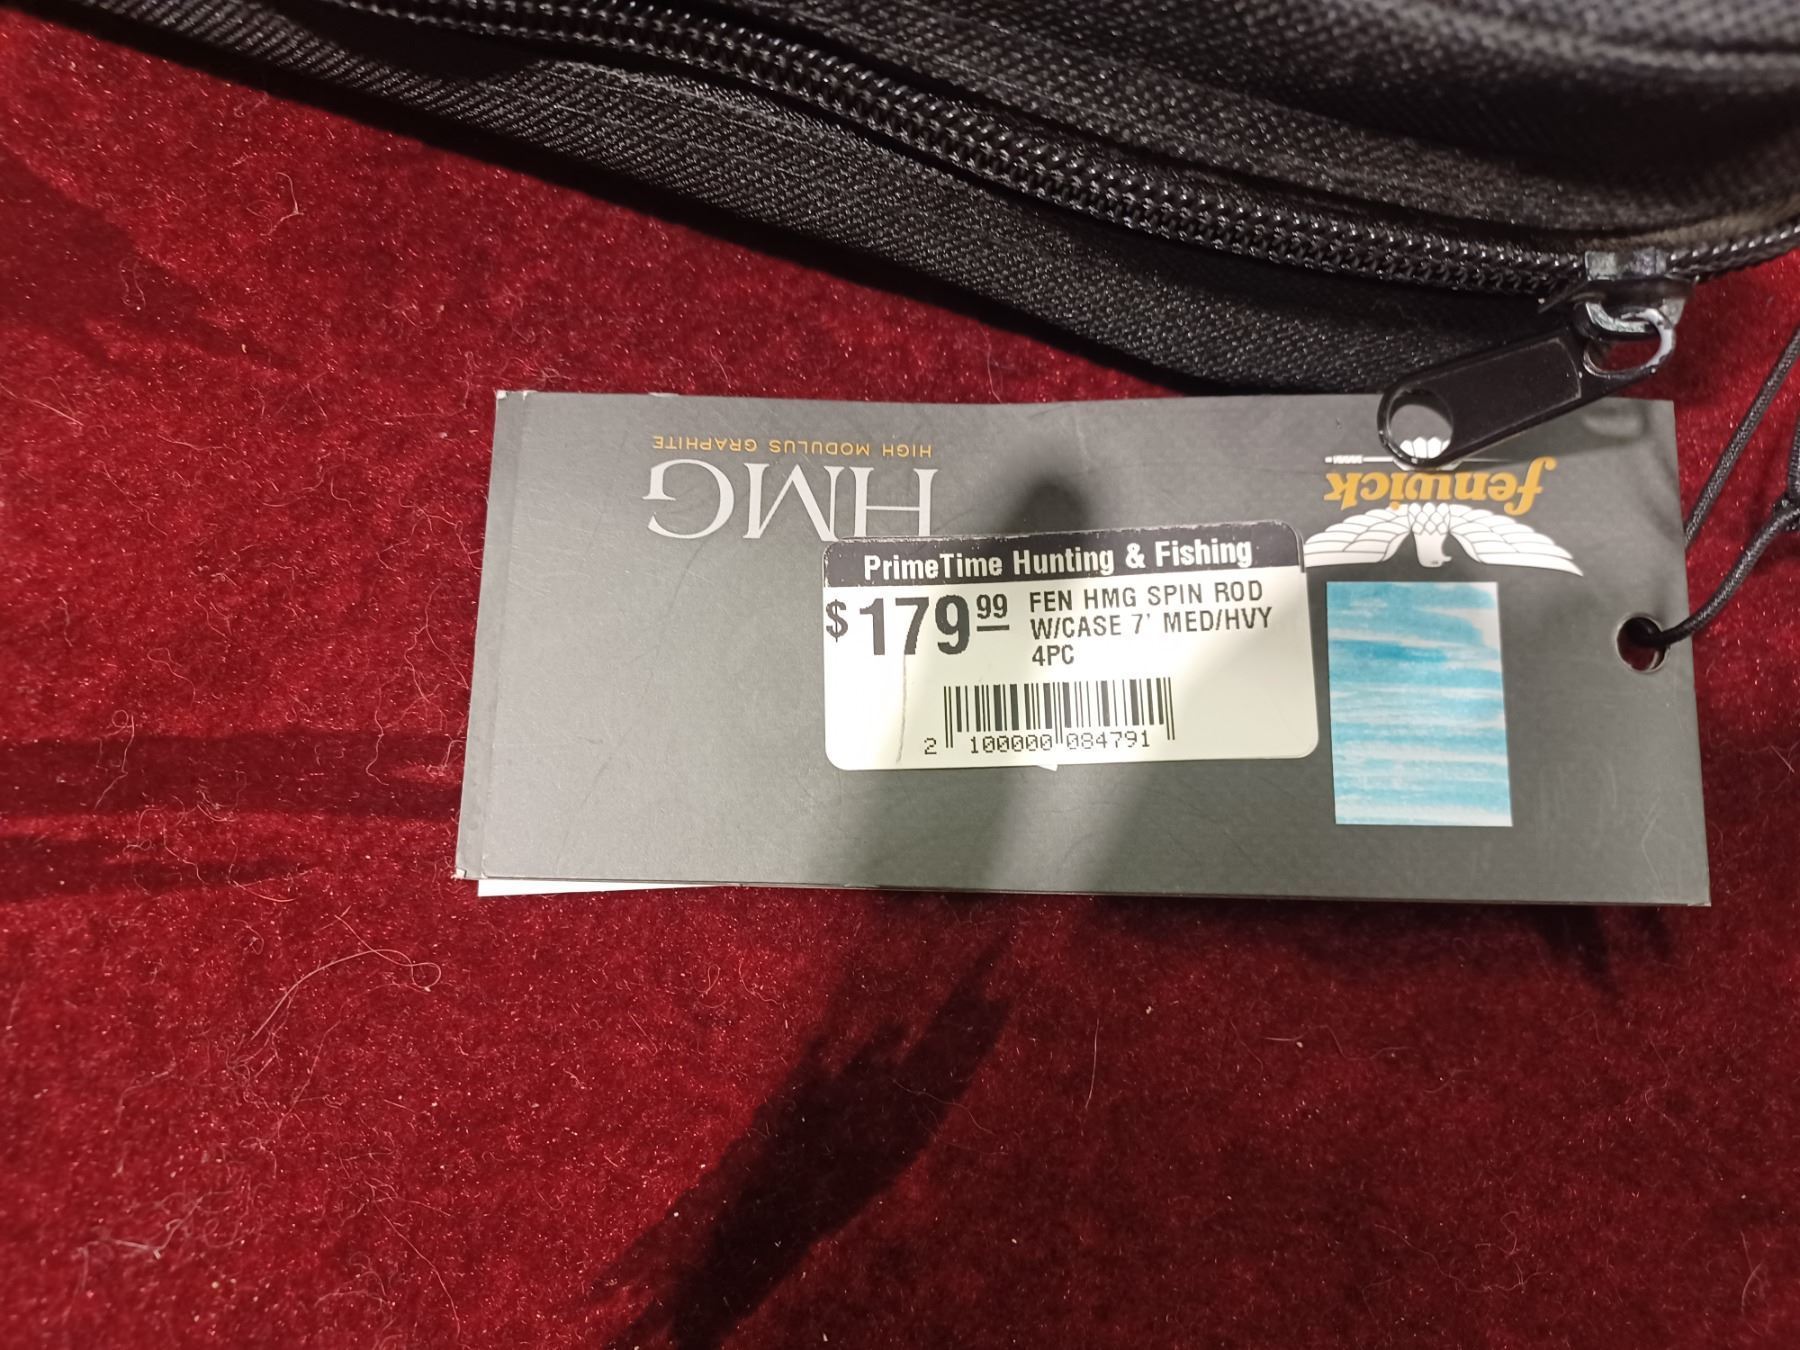 HIGH MODULUS GRAPHITE
HMG
fenwick
PrimeTime Hunting & Fishing
$179.99
FEN HMG SPIN ROD
W/CASE 7' MED/HVY
4PC
2 100000 084791